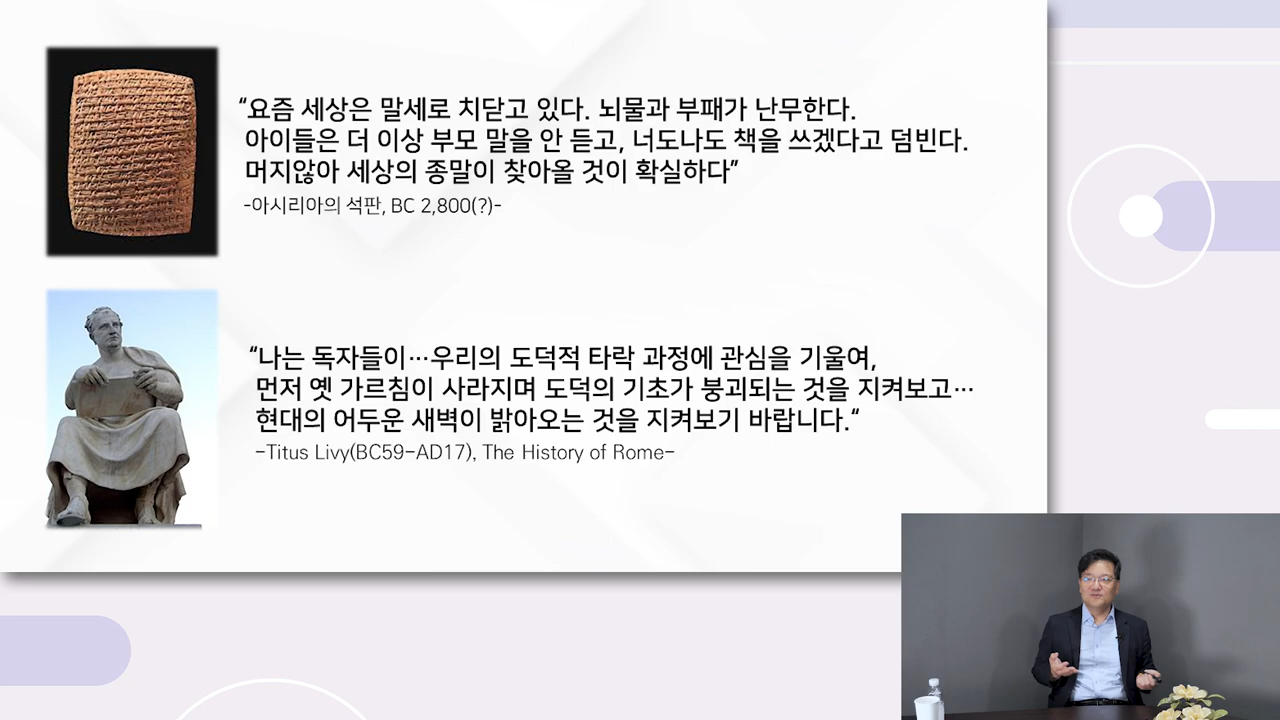 “요즘 세상은 말세로 치닫고 있다. 뇌물과 부패가 난무한다.
아이들은 더 이상 부모 말을 안 듣고, 너도나도 책을 쓰겠다고 덤빈다.
머지않아 세상의 종말이 찾아올 것이 확실하다”
-아시리아의 석판, BC 2,800(?)-
“나는 독자들이…우리의 도덕적 타락 과정에 관심을 기울여,
먼저 옛 가르침이 사라지며 도덕의 기초가 붕괴되는 것을 지켜보고…
현대의 어두운 새벽이 밝아오는 것을 지켜보기 바랍니다.“
-Titus Livy(BC59-AD17), The History of Rome-